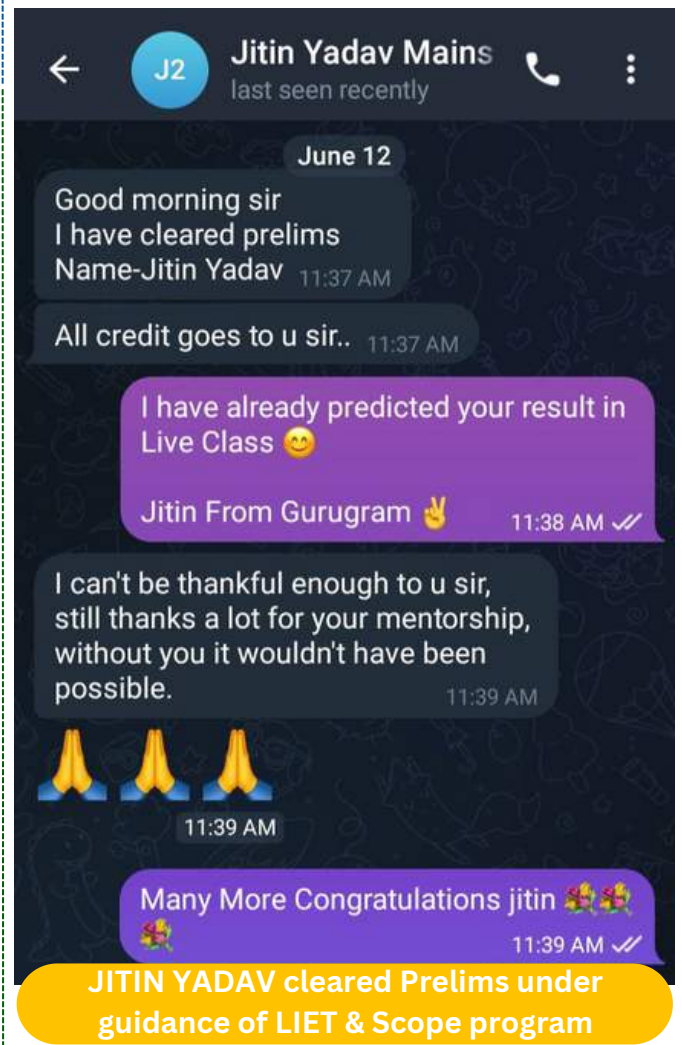 J2
Jitin Yadav Mains
last seen recently
June 12
Good morning sir
I have cleared prelims
Name-Jitin Yadav 11:37 AM
All credit goes to u sir.. 11:37 AM
I have already predicted your result in
Live Class 😊
Jitin From Gurugram ✌️ 11:38 AM
I can't be thankful enough to u sir,
still thanks a lot for your mentorship,
without you it wouldn't have been
possible. 11:39 AM
🙏🙏🙏
11:39 AM
Many More Congratulations jitin 💐💐
💐 11:39 AM
JITIN YADAV cleared Prelims under
guidance of LIET & Scope program